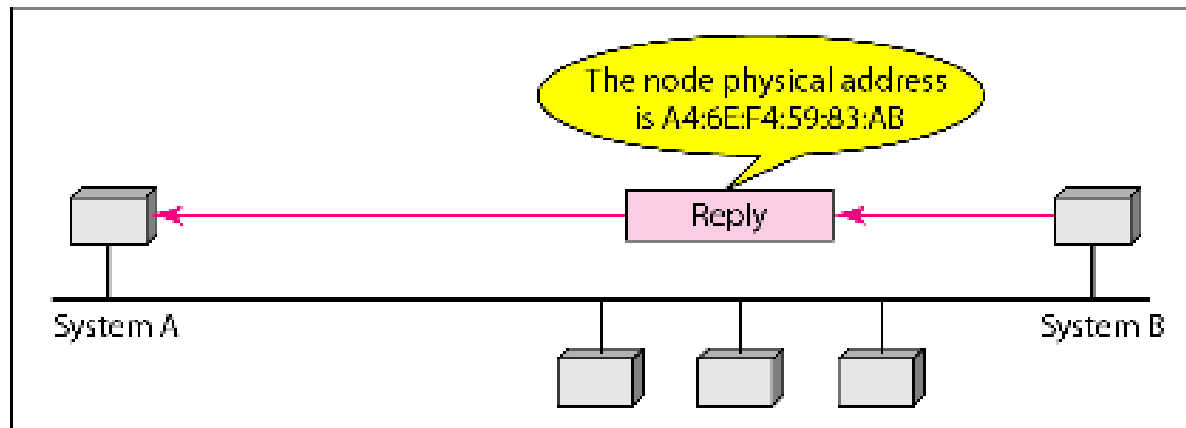 The node physical address
is A4:6E:F4:59:83:AB
Reply
System A
System B